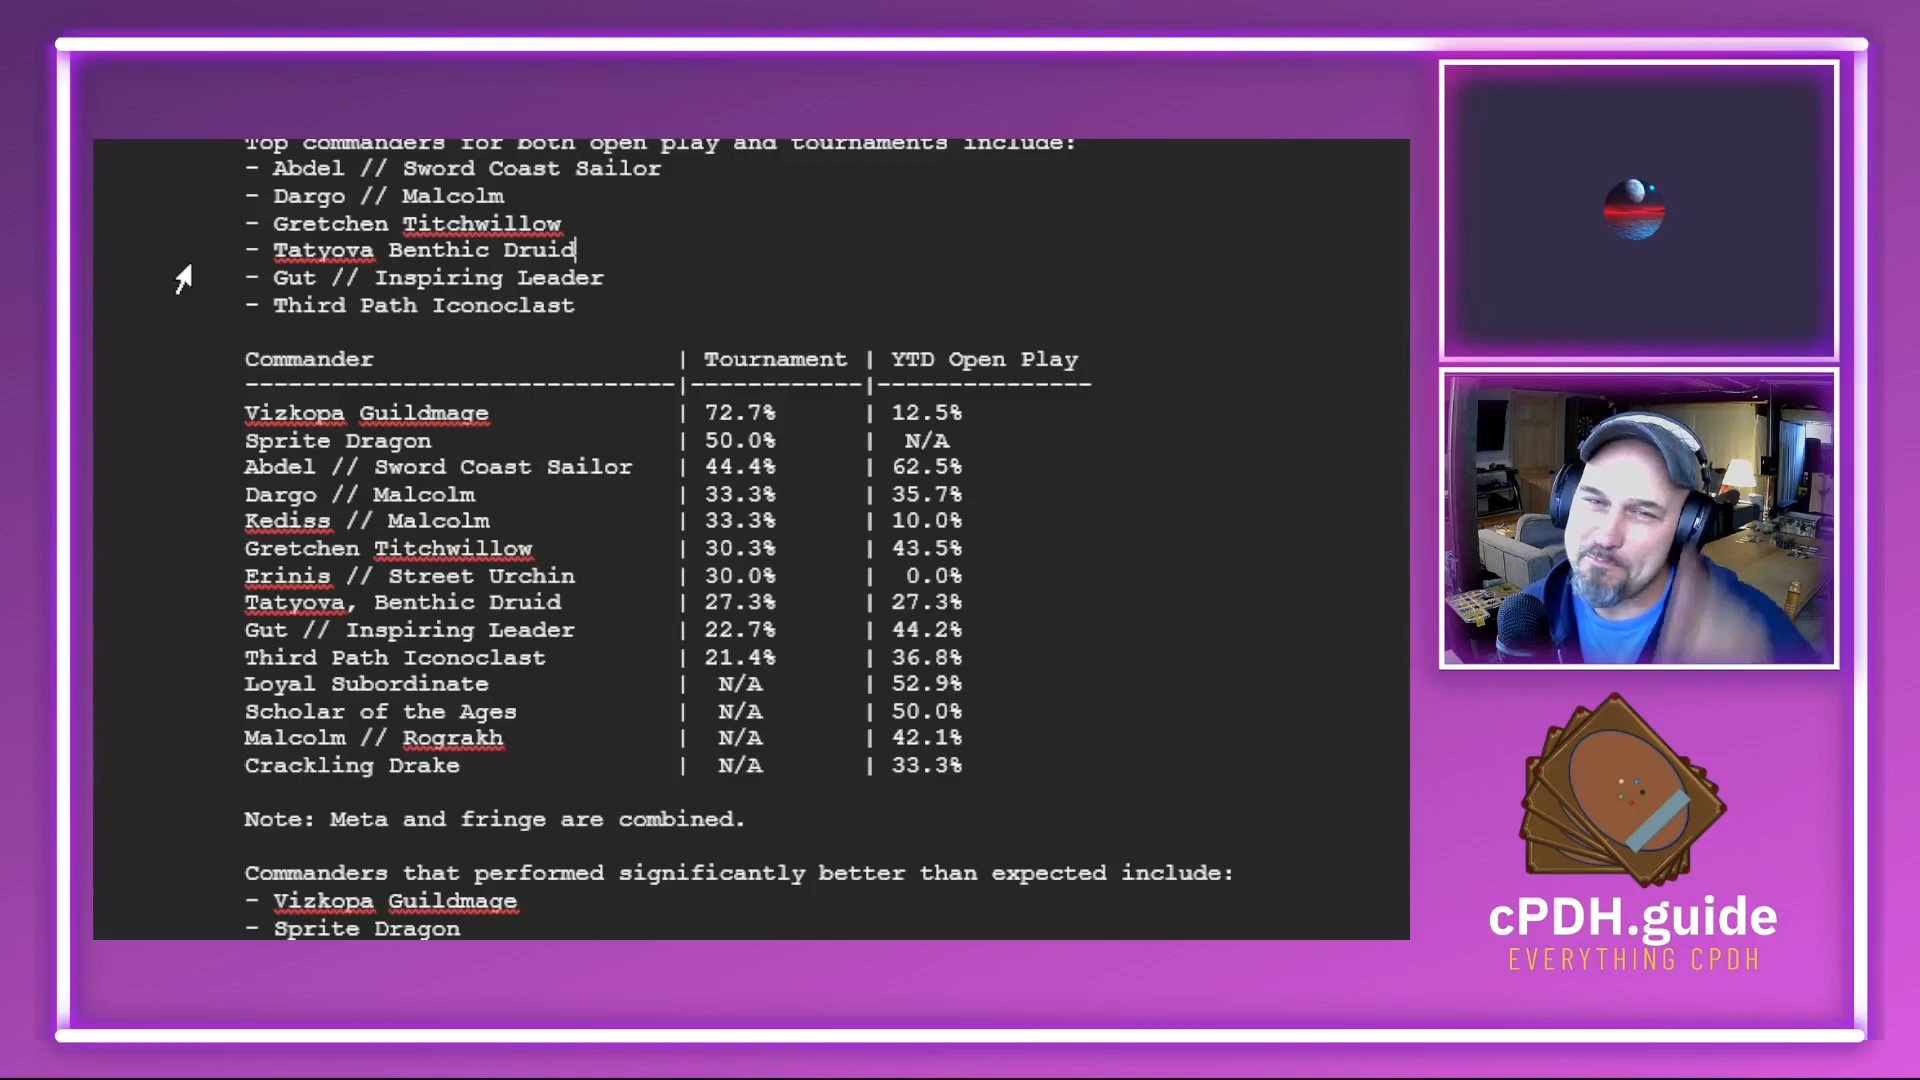 Top commanders for both open play and tournaments include:
- Abdel // Sword Coast Sailor
- Dargo // Malcolm
- Gretchen Titchwillow
- Tatyova Benthic Druid
- Gut // Inspiring Leader
- Third Path Iconoclast
Commander | Tournament | YTD Open Play
------------------------------|------------|---------------
Vizkopa Guildmage | 72.7% | 12.5%
Sprite Dragon | 50.0% | N/A
Abdel // Sword Coast Sailor | 44.4% | 62.5%
Dargo // Malcolm | 33.3% | 35.7%
Kediss // Malcolm | 33.3% | 10.0%
Gretchen Titchwillow | 30.3% | 43.5%
Erinis // Street Urchin | 30.0% | 0.0%
Tatyova, Benthic Druid | 27.3% | 27.3%
Gut // Inspiring Leader | 22.7% | 44.2%
Third Path Iconoclast | 21.4% | 36.8%
Loyal Subordinate | N/A | 52.9%
Scholar of the Ages | N/A | 50.0%
Malcolm // Rograkh | N/A | 42.1%
Crackling Drake | N/A | 33.3%
Note: Meta and fringe are combined.
Commanders that performed significantly better than expected include:
- Vizkopa Guildmage
- Sprite Dragon
cPDH.guide
EVERYTHING CPDH